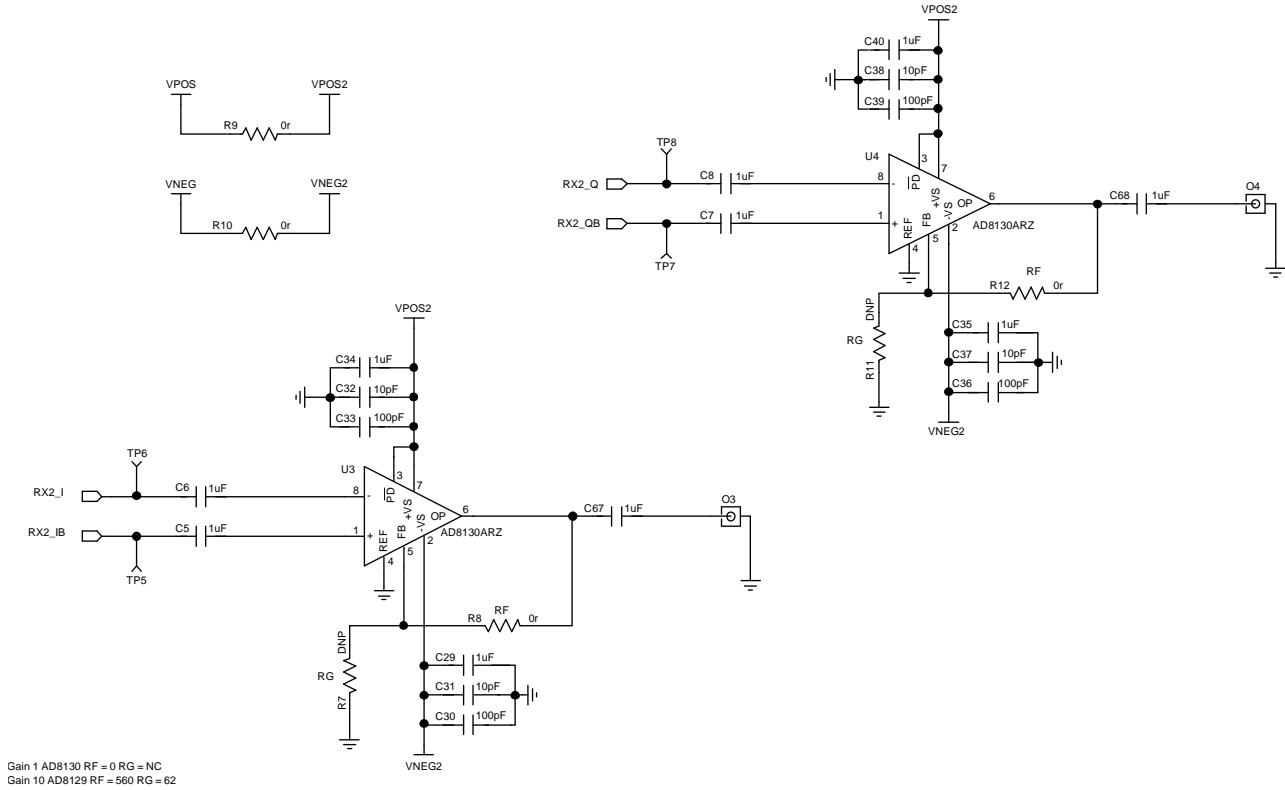 VPOS2
C40 1uF
C38 10pF
C39 100pF
VPOS VPOS2
R9 0r
VNEG VNEG2
R10 0r
TP8
U4
3
7
RX2_Q C8 1uF 8 -
PD
+VS
OP 6
C68 1uF
O4
RX2_QB C7 1uF 1 +
REF
FB
-VS
2
AD8130ARZ
4
5
TP7
RF
R12 0r
DNP
RG
R11
C35 1uF
C37 10pF
C36 100pF
VNEG2
VPOS2
C34 1uF
C32 10pF
C33 100pF
TP6
U3
3
7
RX2_I C6 1uF 8 -
PD
+VS
OP 6
C67 1uF
O3
RX2_IB C5 1uF 1 +
REF
FB
-VS
2
AD8130ARZ
4
5
TP5
RF
R8 0r
DNP
RG
R7
C29 1uF
C31 10pF
C30 100pF
VNEG2
Gain 1 AD8130 RF = 0 RG = NC
Gain 10 AD8129 RF = 560 RG = 62